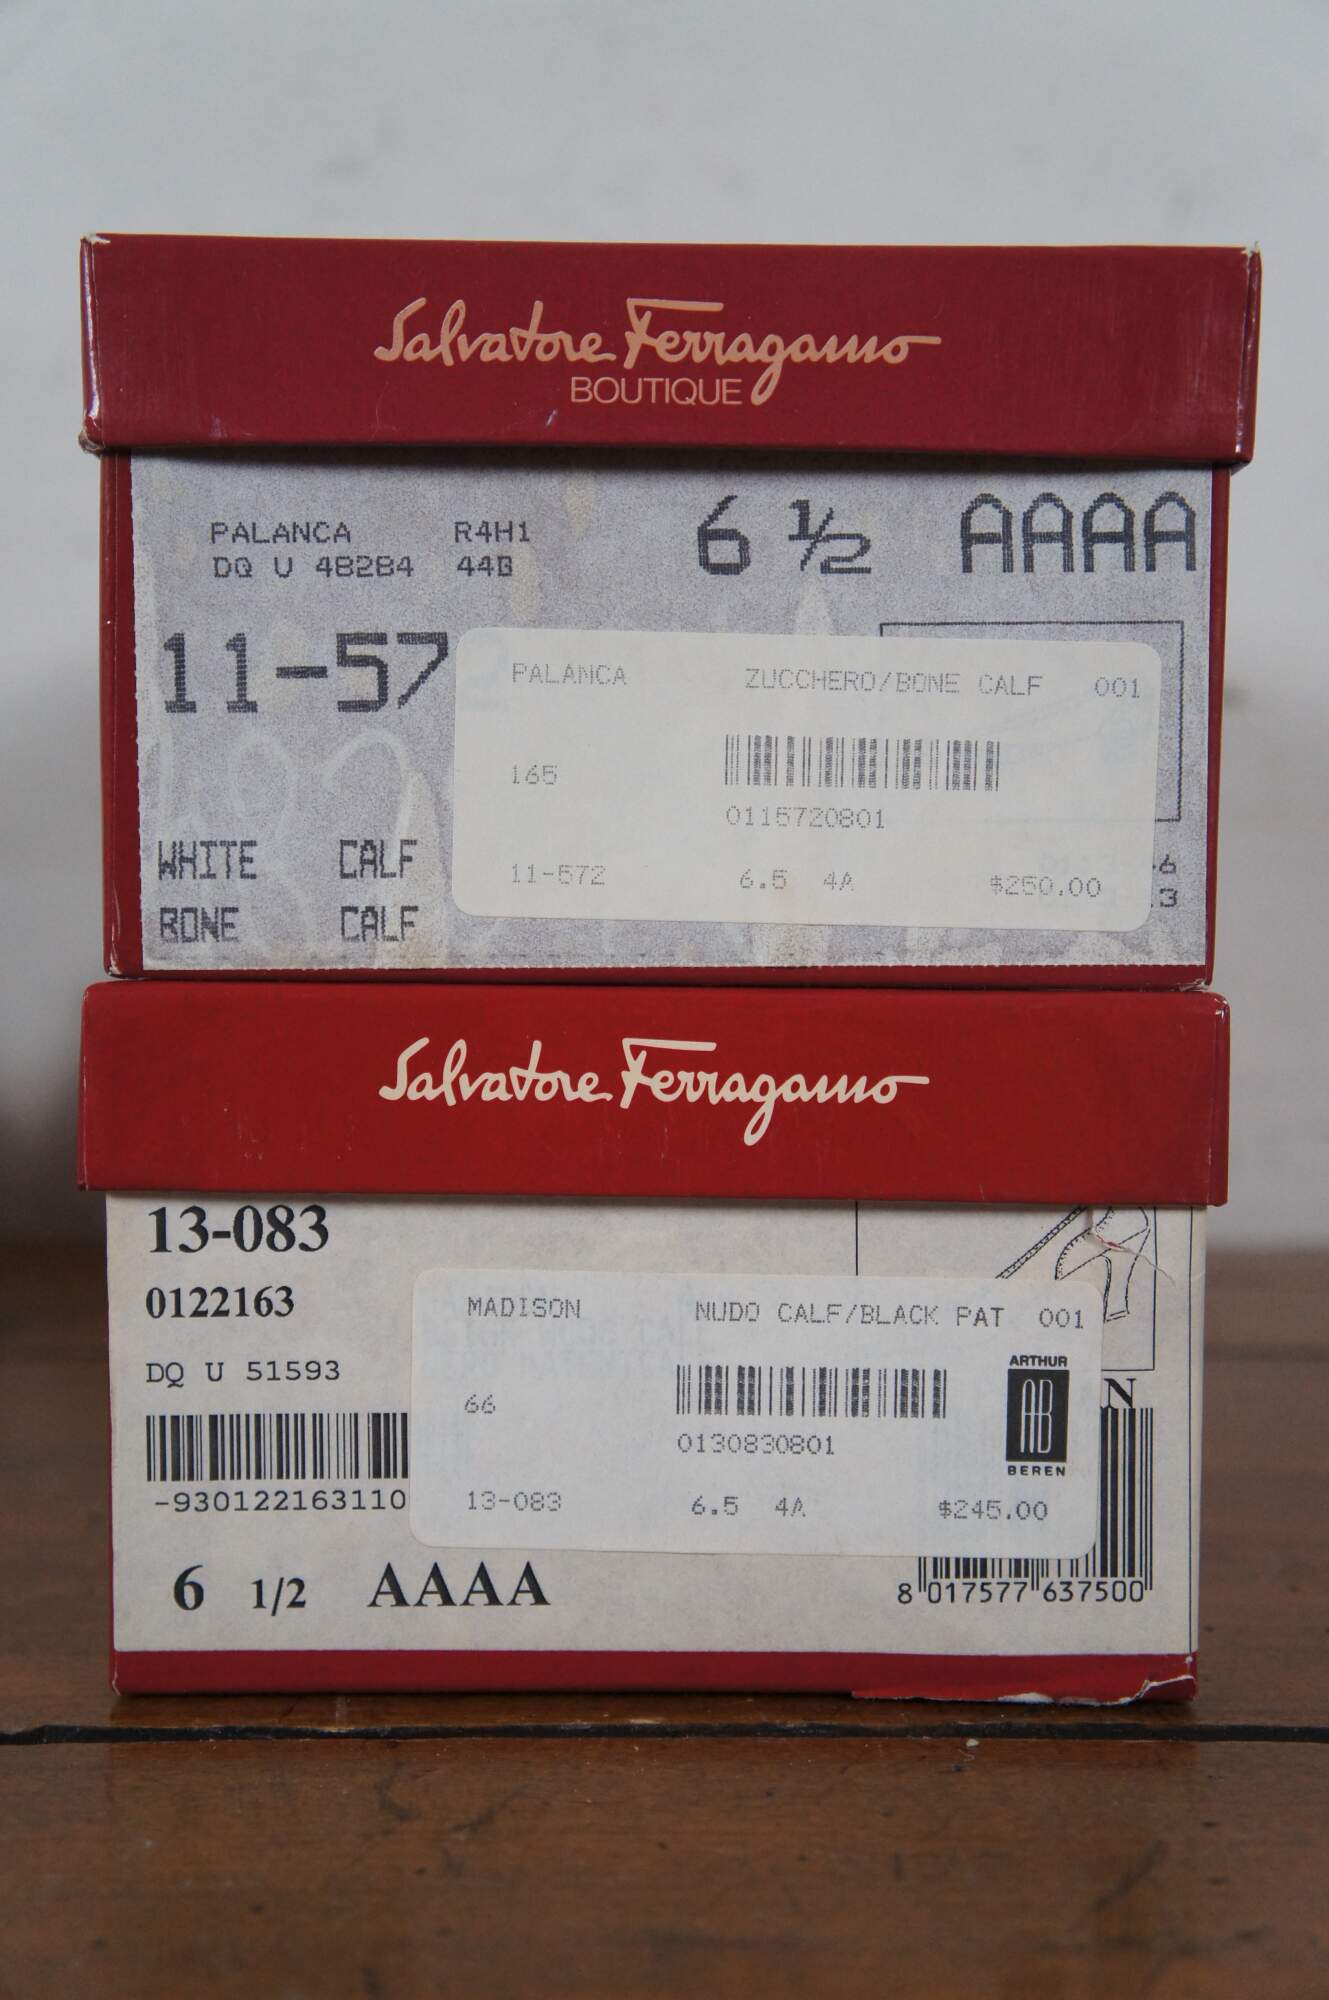 Salvatore Ferragamo
BOUTIQUE
PALANCA R4H1 6 ½ AAAA
DQ U 48284 44B
11-57
PALANCA ZUCCHERO/BONE CALF 001
165
0115720801
11-572 6.5 4A $250.00
WHITE CALF
BONE CALF
Salvatore Ferragamo
13-083
0122163
DQ U 51593
-930122163110
6 1/2 AAAA
MADISON NUDO CALF/BLACK PAT 001
66
0130830801
13-083 6.5 4A $245.00
ARTHUR
AB
BEREN
N
8 017577 637500